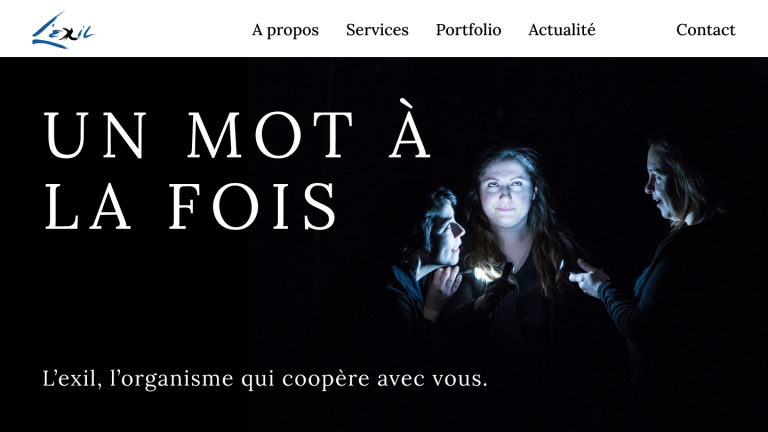 L'exil
A propos Services Portfolio Actualité Contact
UN MOT À
LA FOIS
L’exil, l’organisme qui coopère avec vous.